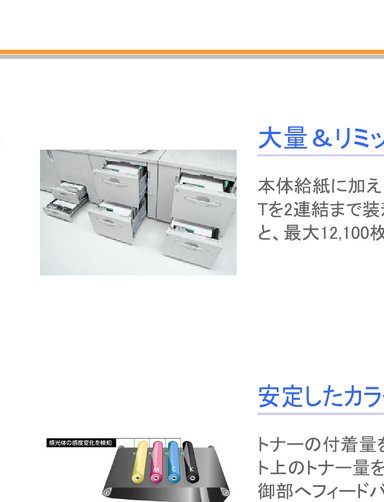 大量＆リミッ
本体給紙に加え
Tを2連結まで装
と、最大12,100枚
安定したカラ
感光体の感度変化を検知
M C K
トナーの付着量を
ト上のトナー量を
御部へフィードバ